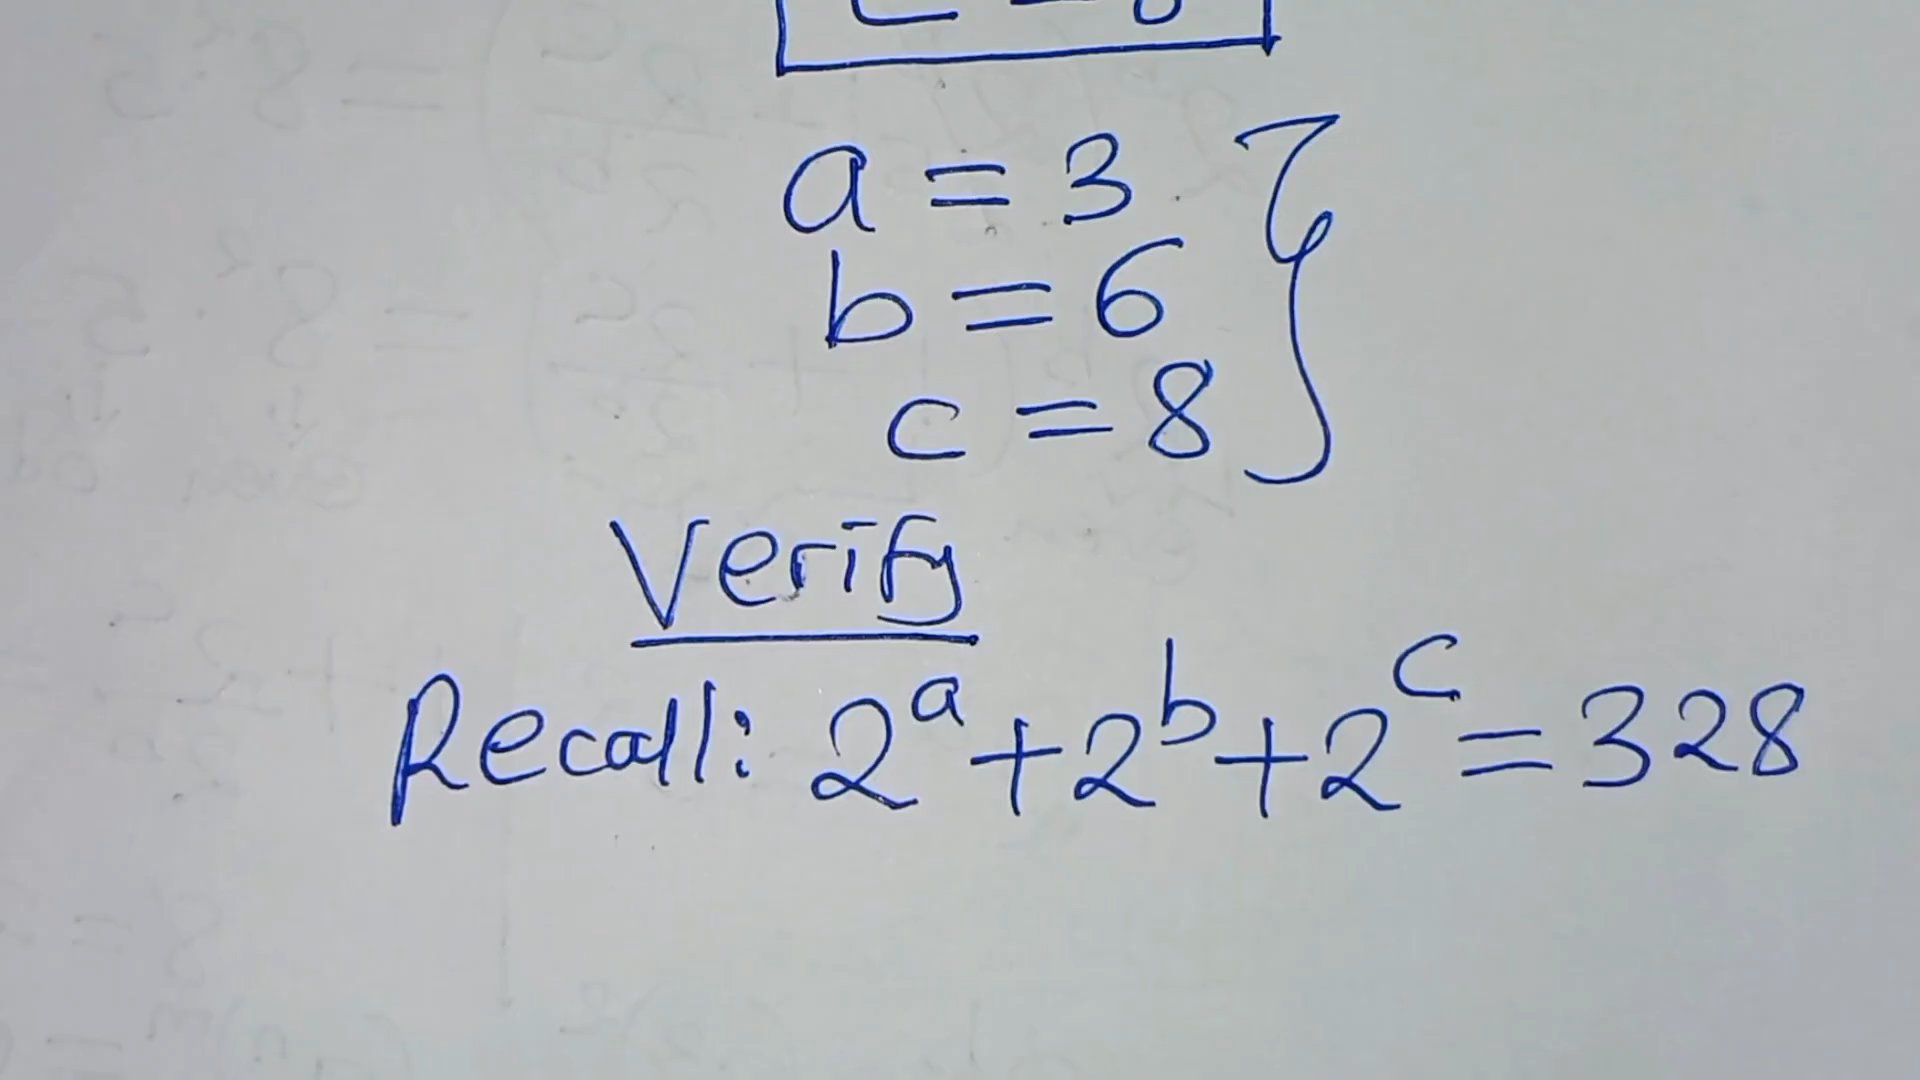 a = 3
b = 6
c = 8
Verify
Recall: 2^a + 2^b + 2^c = 328